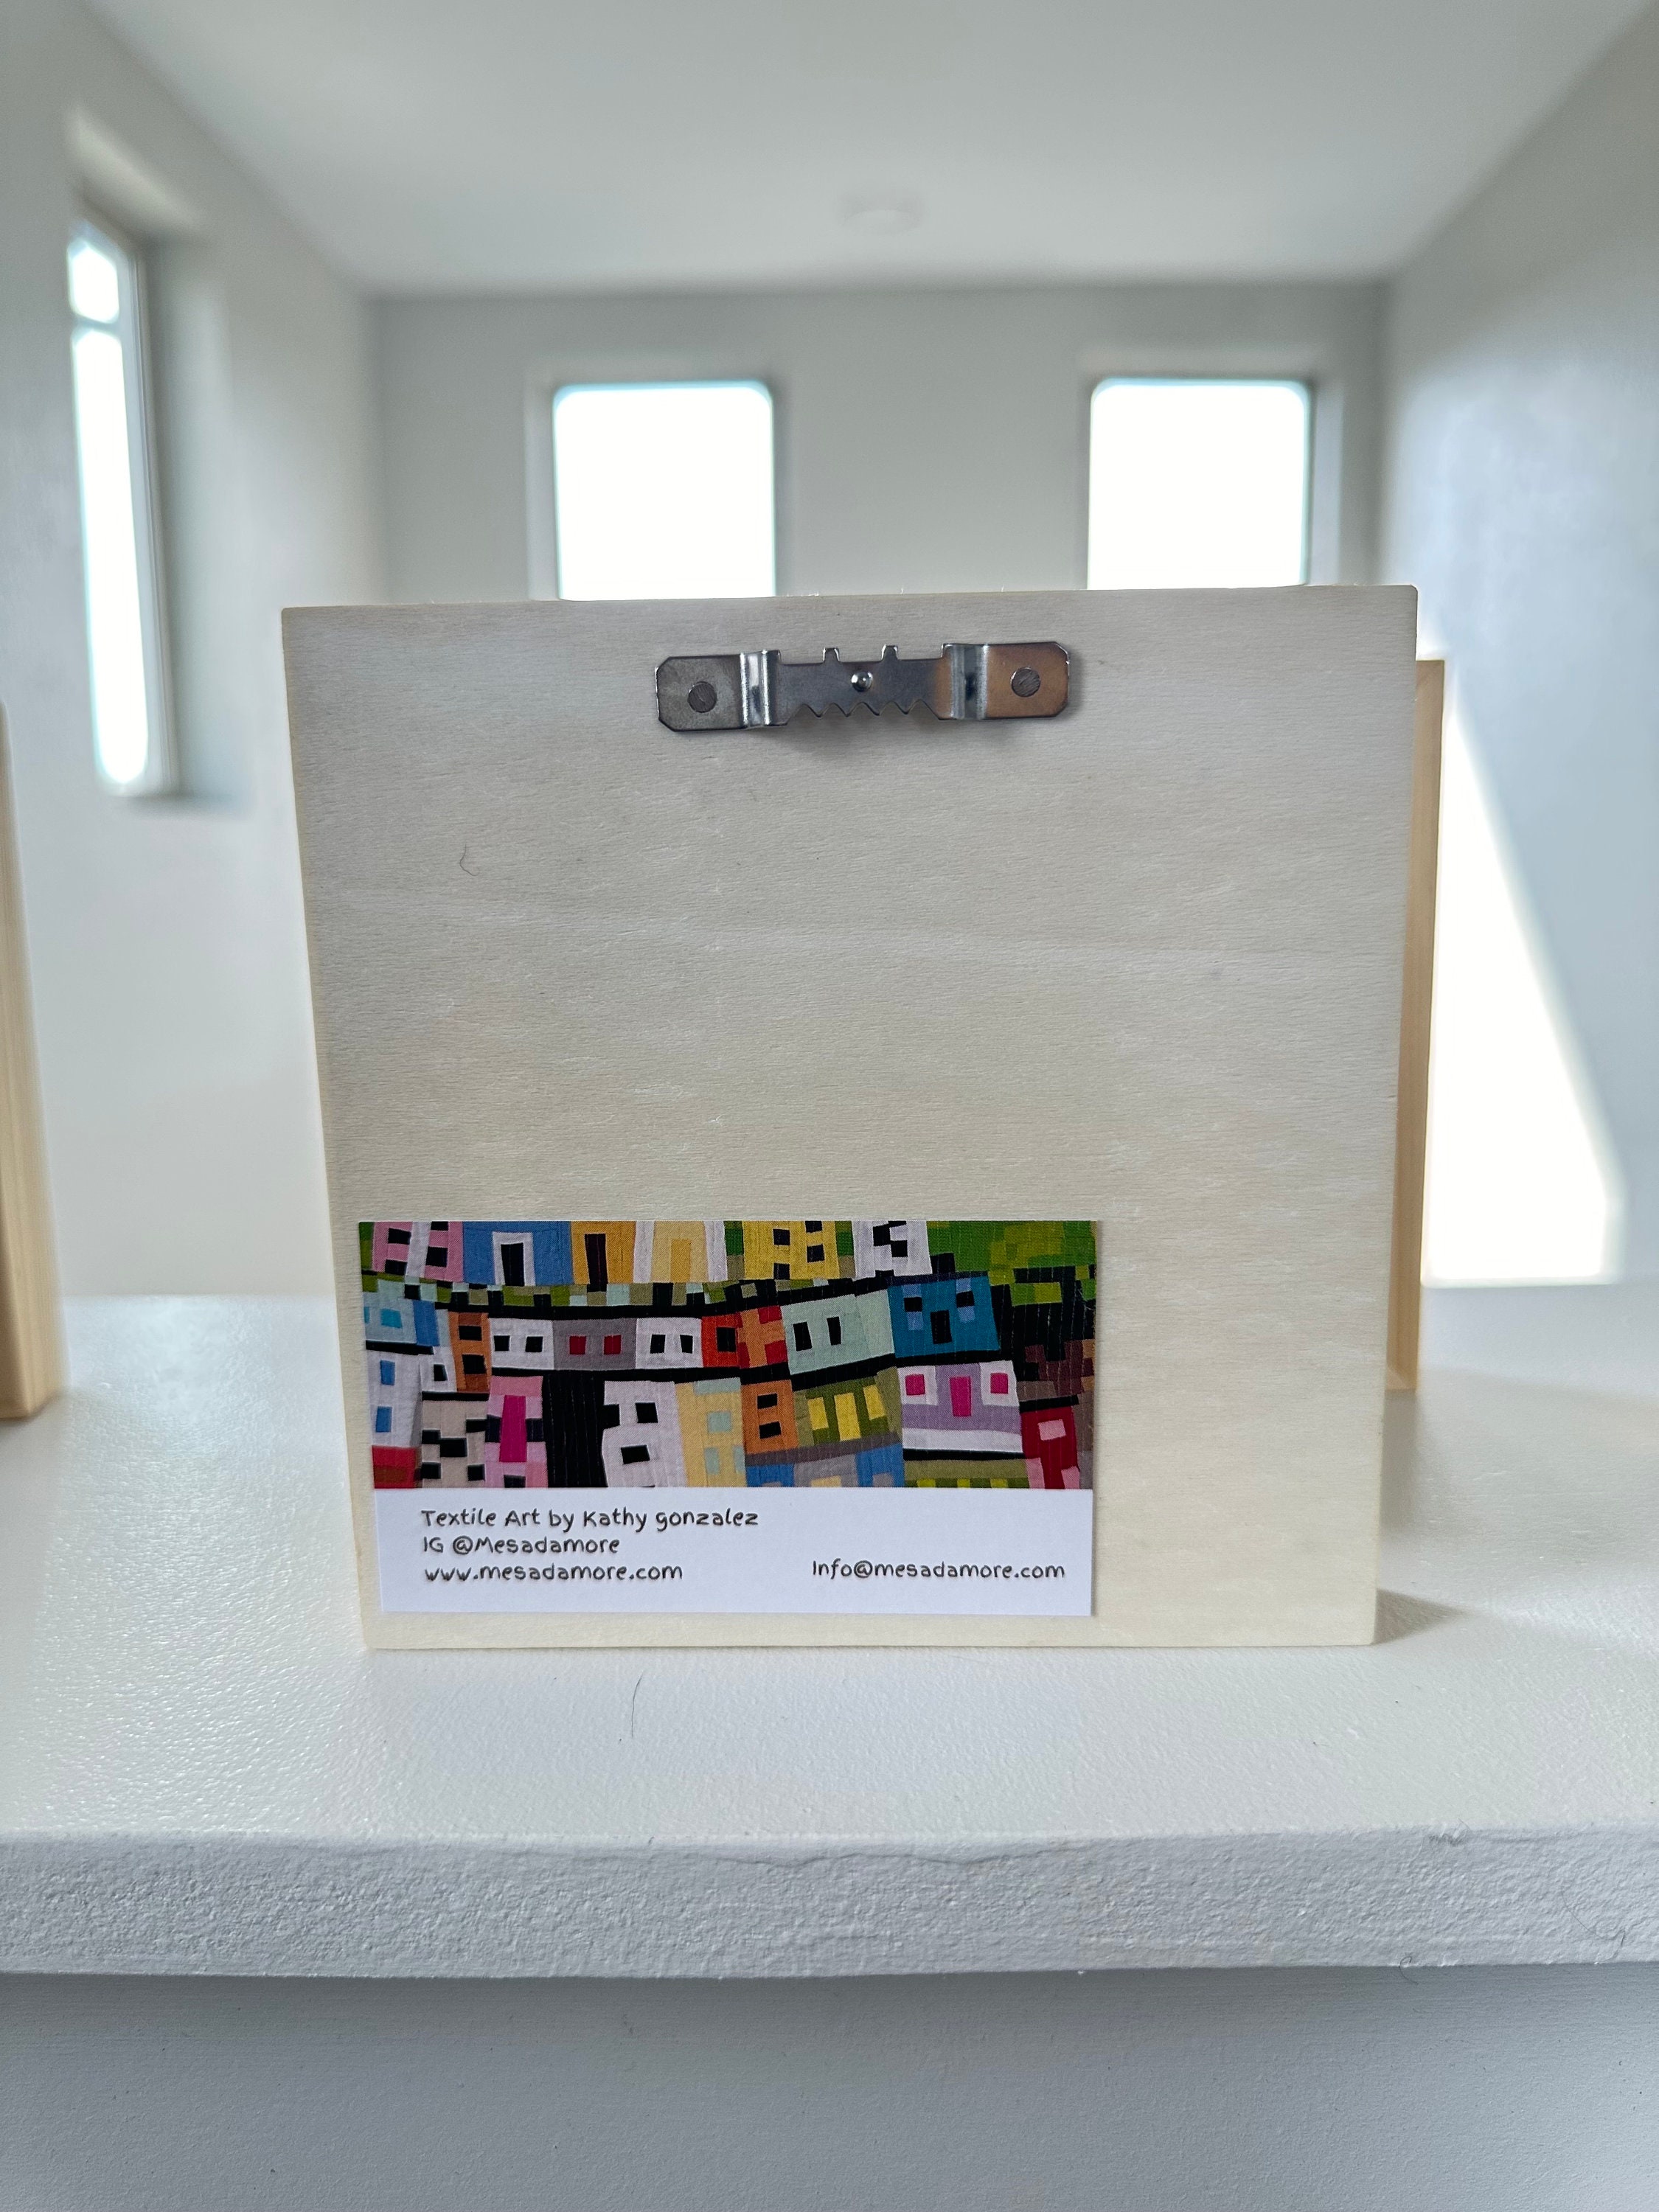 Textile Art by Kathy gonzalez
IG @Mesadamore
www.mesadamore.com
Info@mesadamore.com